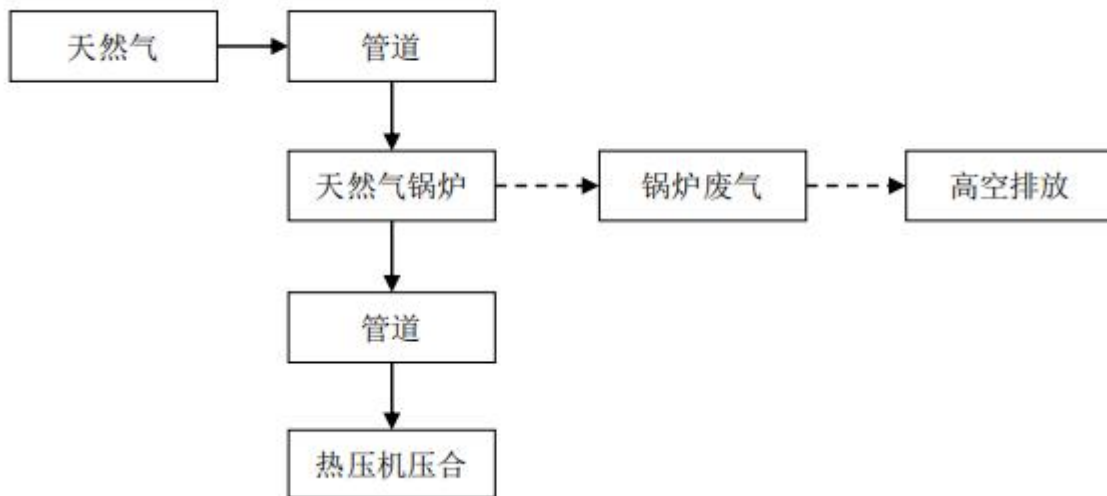 天然气
管道
天然气锅炉
锅炉废气
高空排放
管道
热压机压合